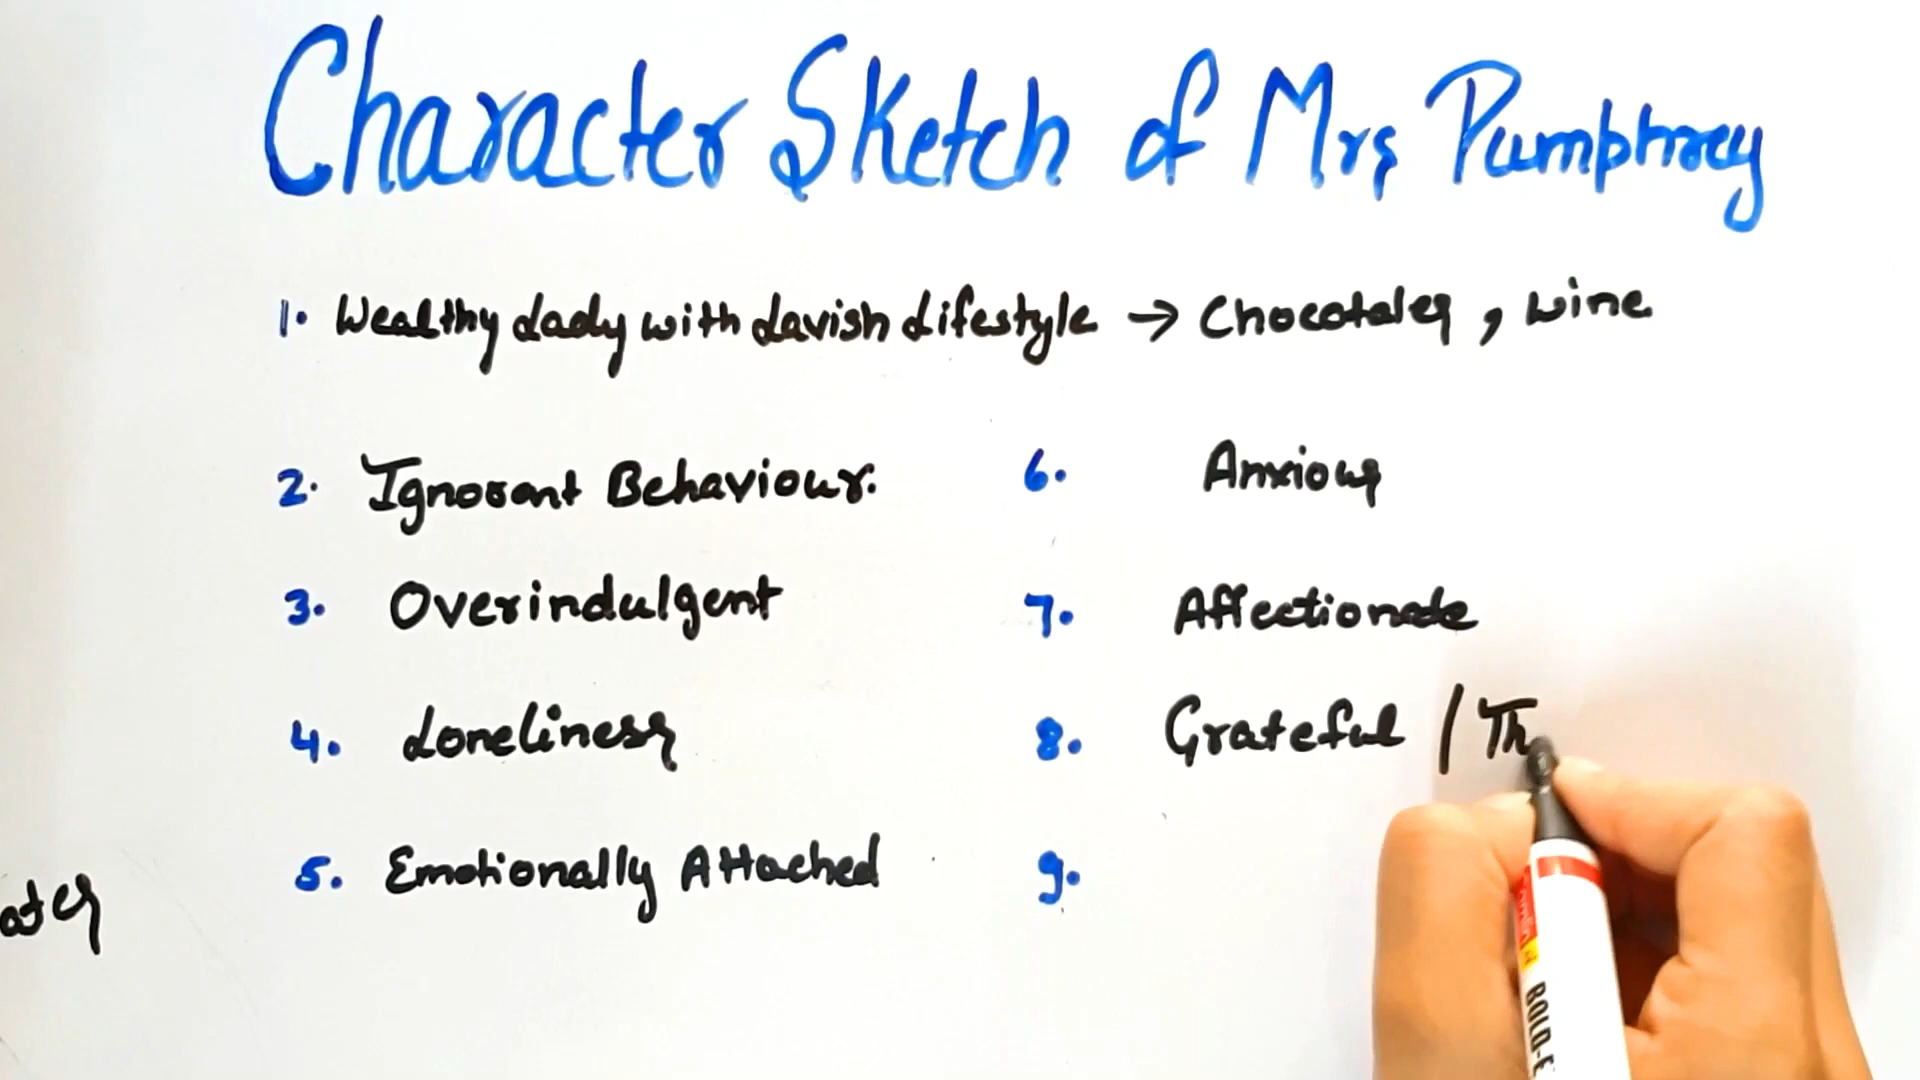 Character Sketch of Mrs Pumphrey
1. Wealthy Lady with Lavish Lifestyle → Chocolates, Wine
2. Ignorant Behaviour.
3. Overindulgent
4. Loneliness
5. Emotionally Attached
6. Anxious
7. Affectionate
8. Grateful / Th
9.
BOLD-E